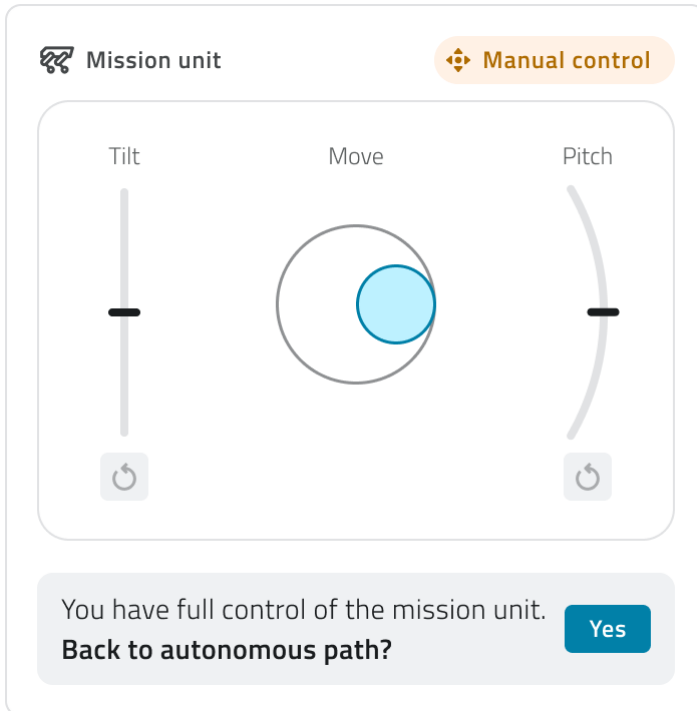 Mission unit
Manual control
Tilt
Move
Pitch
You have full control of the mission unit.
Back to autonomous path?
Yes